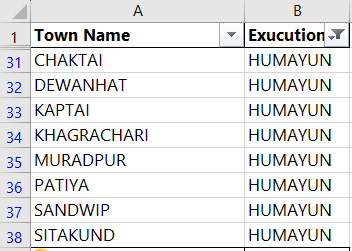 A B
1 Town Name Exucution
31 CHAKTAI HUMAYUN
32 DEWANHAT HUMAYUN
33 KAPTAI HUMAYUN
34 KHAGRACHARI HUMAYUN
35 MURADPUR HUMAYUN
36 PATIYA HUMAYUN
37 SANDWIP HUMAYUN
38 SITAKUND HUMAYUN